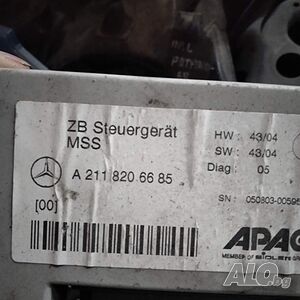 ZB Steuergerät
MSS
A 211 820 66 85
[00]
HW : 43/04
SW : 43/04
Diag : 05
SN : 050803-00596
APAG
MEMBER OF
ALO.bg